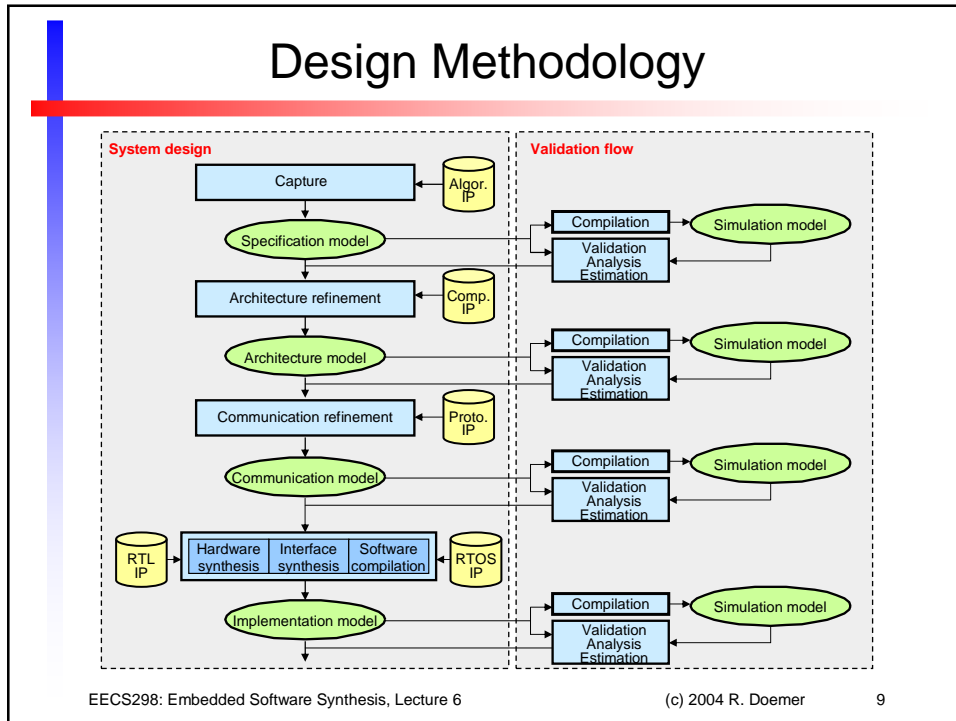 Design Methodology
System design
Validation flow
Capture
Algor.
IP
Specification model
Compilation
Simulation model
Validation
Analysis
Estimation
Architecture refinement
Comp.
IP
Architecture model
Compilation
Simulation model
Validation
Analysis
Estimation
Communication refinement
Proto.
IP
Communication model
Compilation
Simulation model
Validation
Analysis
Estimation
RTL
IP
Hardware
synthesis
Interface
synthesis
Software
compilation
RTOS
IP
Implementation model
Compilation
Simulation model
Validation
Analysis
Estimation
EECS298: Embedded Software Synthesis, Lecture 6
(c) 2004 R. Doemer
9